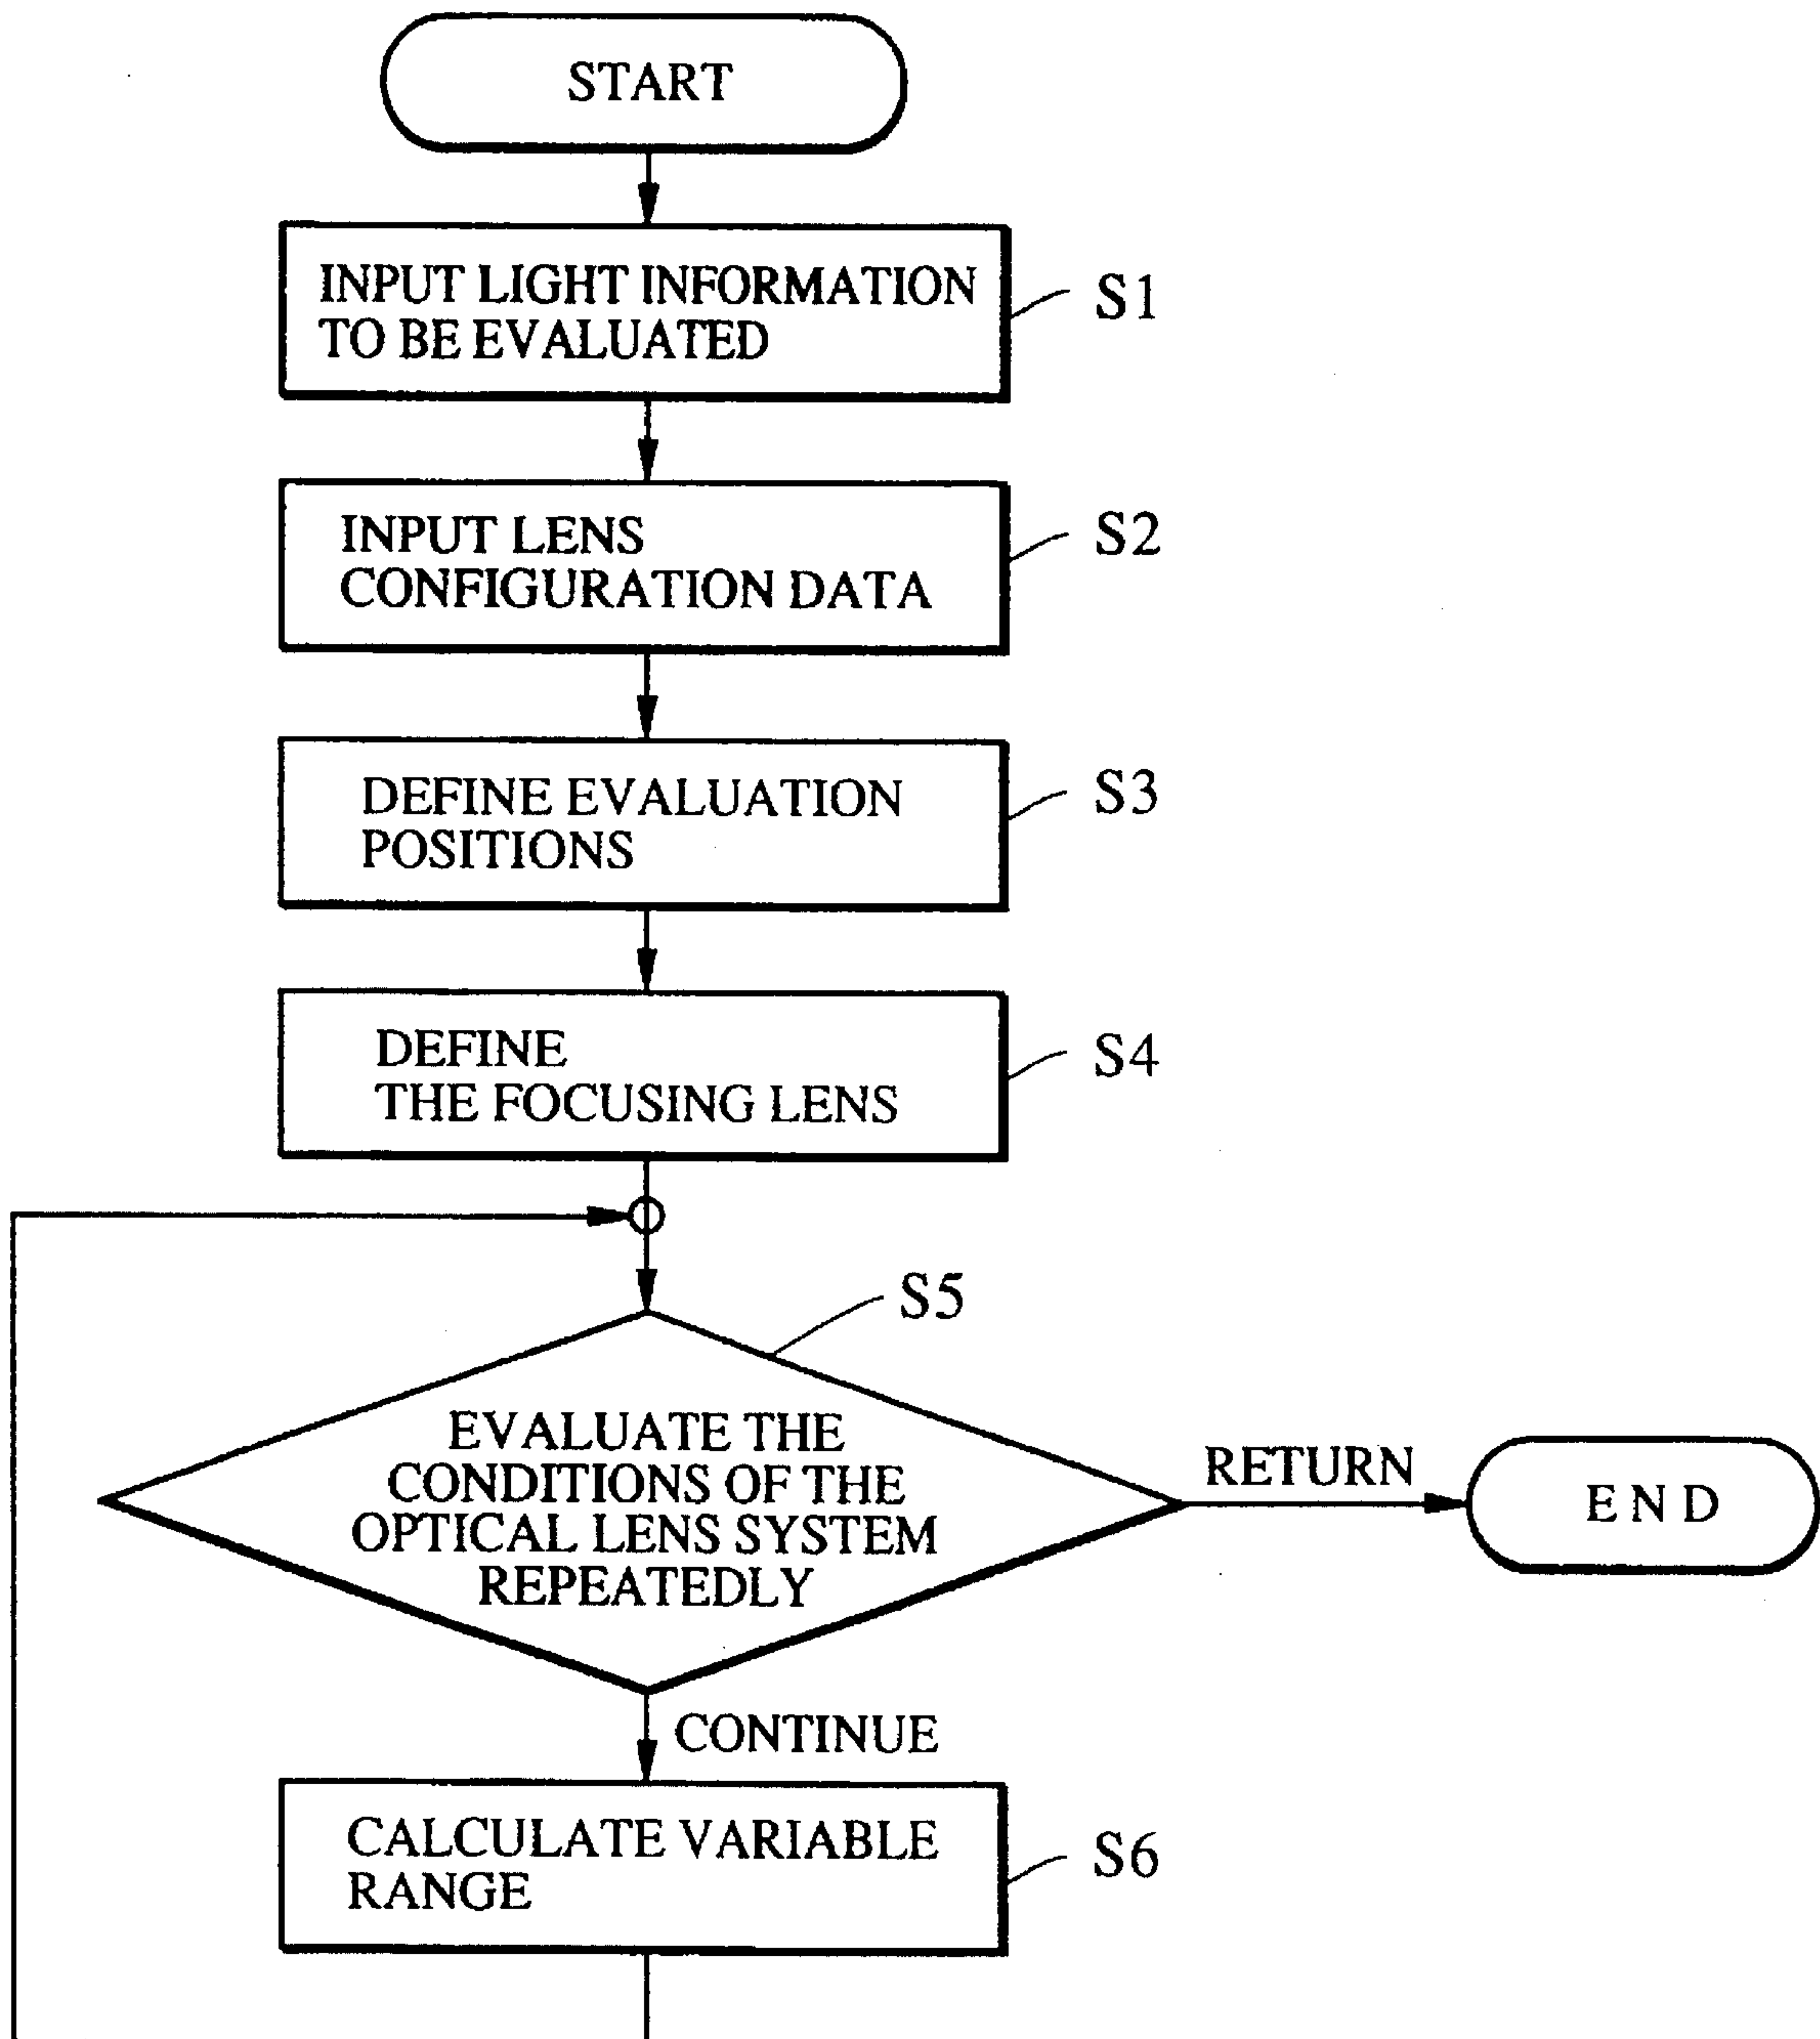 START
INPUT LIGHT INFORMATION
TO BE EVALUATED
S1
INPUT LENS
CONFIGURATION DATA
S2
DEFINE EVALUATION
POSITIONS
S3
DEFINE
THE FOCUSING LENS
S4
S5
EVALUATE THE
CONDITIONS OF THE
OPTICAL LENS SYSTEM
REPEATEDLY
RETURN
END
CONTINUE
CALCULATE VARIABLE
RANGE
S6